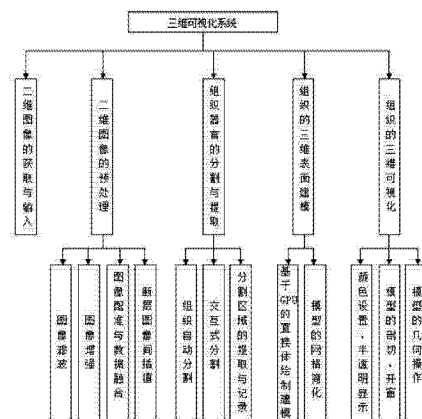 三维可视化系统
二维图像的获取与输入
二维图像的预处理
组织器官的分割与提取
组织的三维表面建模
组织的三维可视化
图像滤波
图像增强
图像配准与数据融合
断层图像间插值
组织自动分割
交互式分割
分割区域的提取与记录
基于GPU的直接体绘制建模
模型的网格简化
颜色设置、半透明显示
模型的剖切、开窗
模型的几何操作